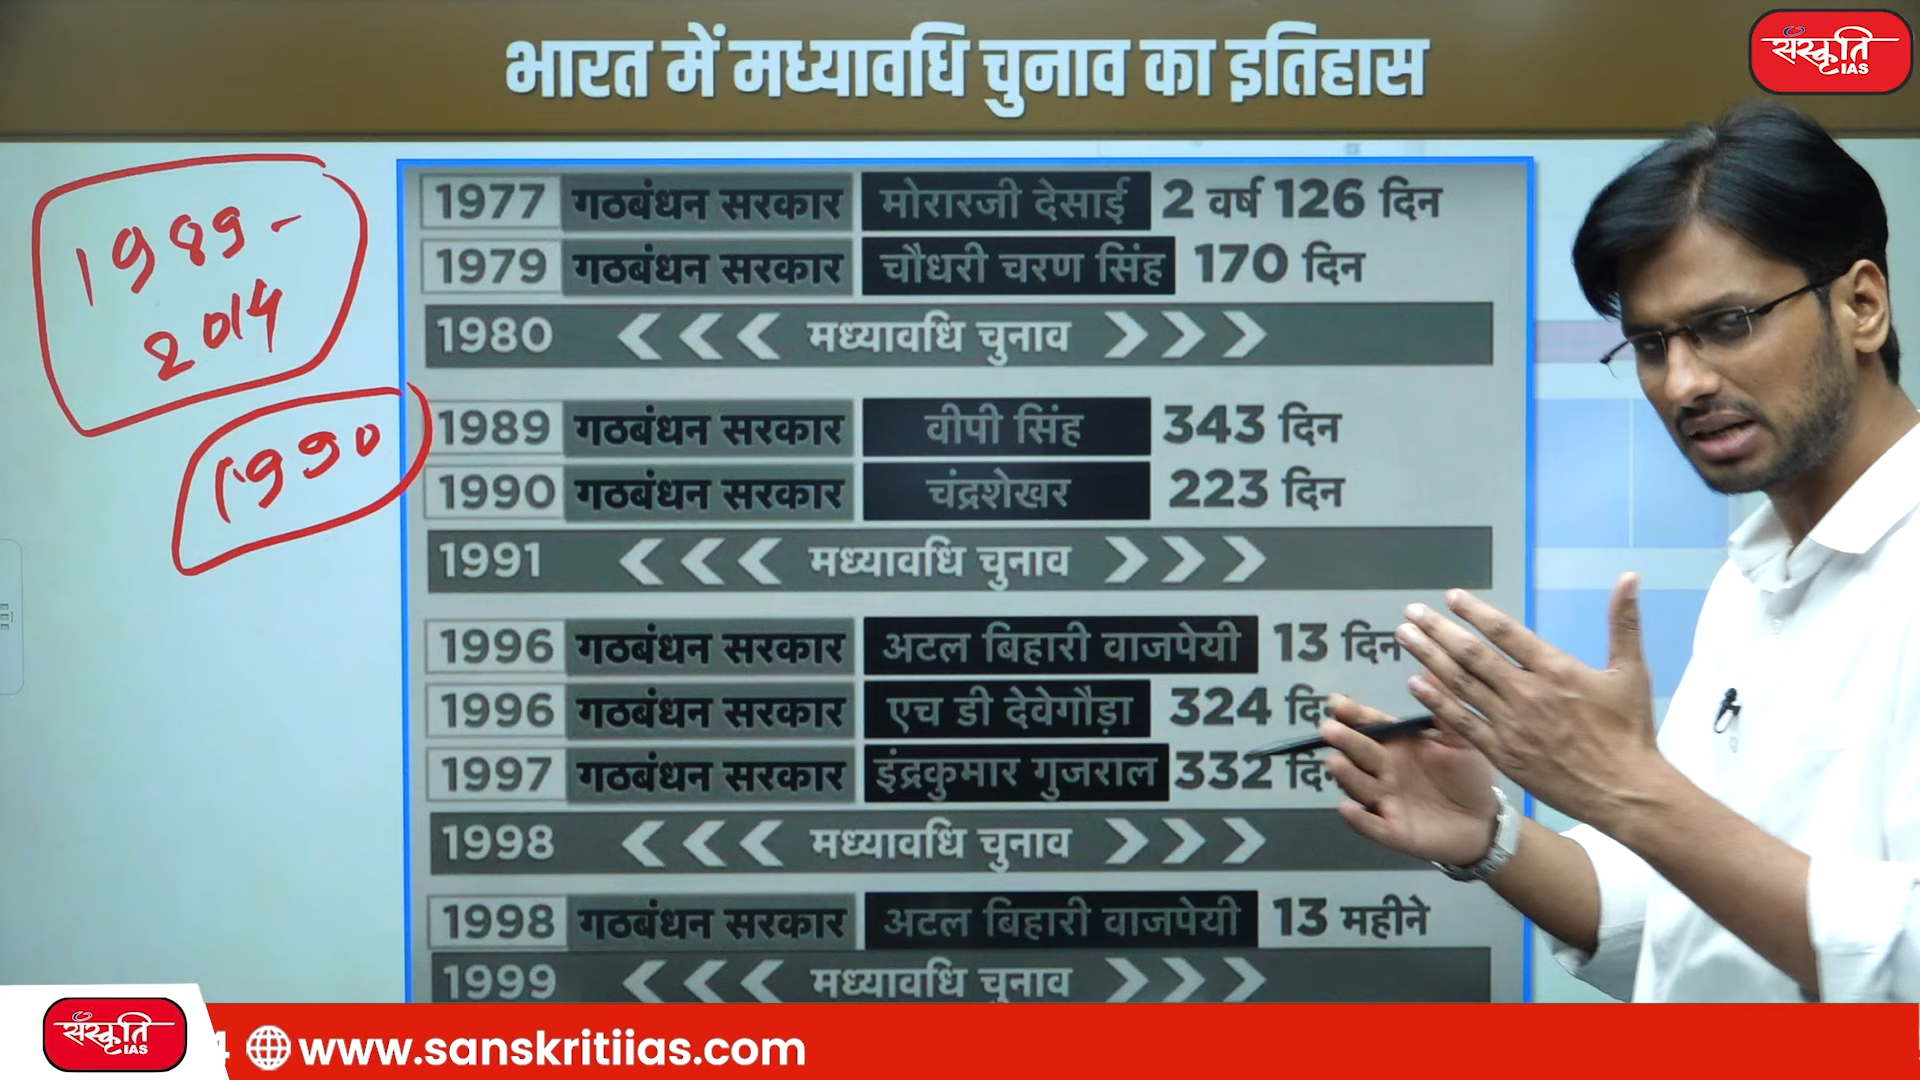 भारत में मध्यावधि चुनाव का इतिहास
संस्कृति
IAS
1989-
2014
1990
1977 गठबंधन सरकार मोरारजी देसाई 2 वर्ष 126 दिन
1979 गठबंधन सरकार चौधरी चरण सिंह 170 दिन
1980 मध्यावधि चुनाव
1989 गठबंधन सरकार वीपी सिंह 343 दिन
1990 गठबंधन सरकार चंद्रशेखर 223 दिन
1991 मध्यावधि चुनाव
1996 गठबंधन सरकार अटल बिहारी वाजपेयी 13 दिन
1996 गठबंधन सरकार एच डी देवेगौड़ा 324
1997 गठबंधन सरकार इंद्रकुमार गुजराल 332
1998 मध्यावधि चुनाव
1998 गठबंधन सरकार अटल बिहारी वाजपेयी 13 महीने
1999 मध्यावधि चुनाव
संस्कृति
IAS
www.sanskritiias.com